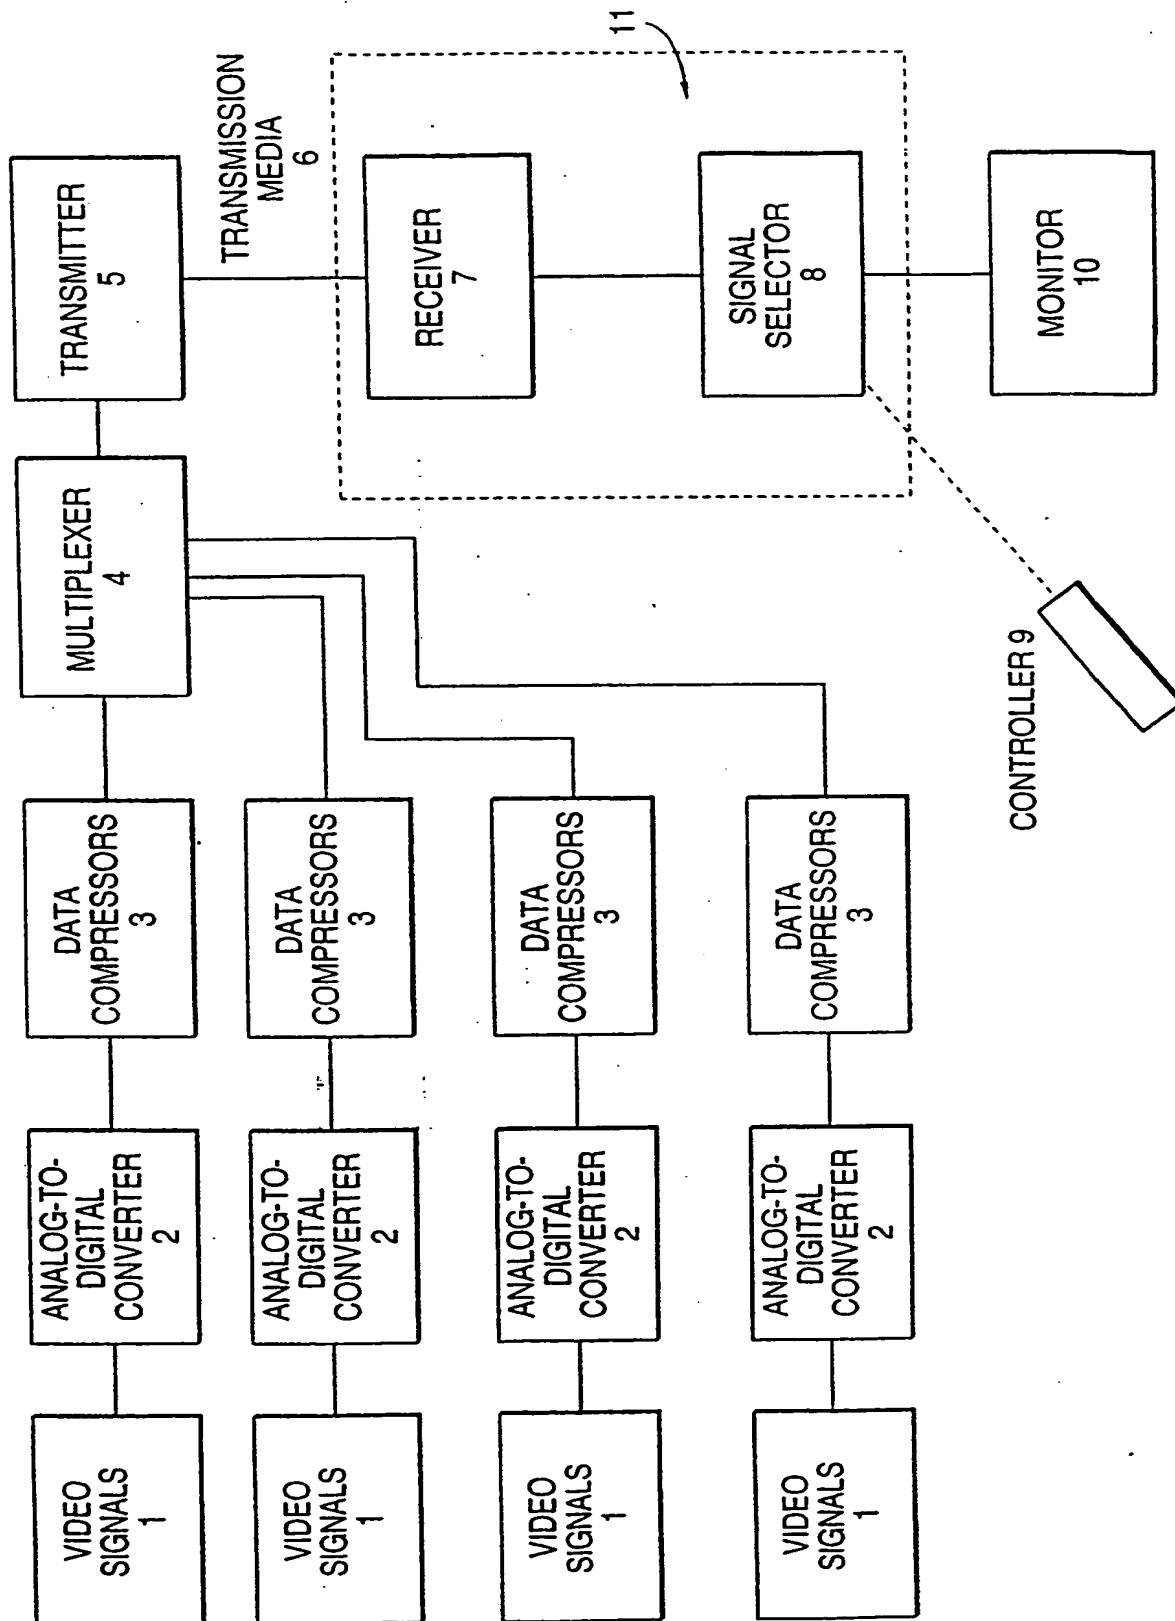 VIDEO
SIGNALS
1
ANALOG-TO-
DIGITAL
CONVERTER
2
DATA
COMPRESSORS
3
MULTIPLEXER
4
TRANSMITTER
5
VIDEO
SIGNALS
1
ANALOG-TO-
DIGITAL
CONVERTER
2
DATA
COMPRESSORS
3
TRANSMISSION
MEDIA
6
VIDEO
SIGNALS
1
ANALOG-TO-
DIGITAL
CONVERTER
2
DATA
COMPRESSORS
3
RECEIVER
7
11
VIDEO
SIGNALS
1
ANALOG-TO-
DIGITAL
CONVERTER
2
DATA
COMPRESSORS
3
SIGNAL
SELECTOR
8
CONTROLLER 9
MONITOR
10